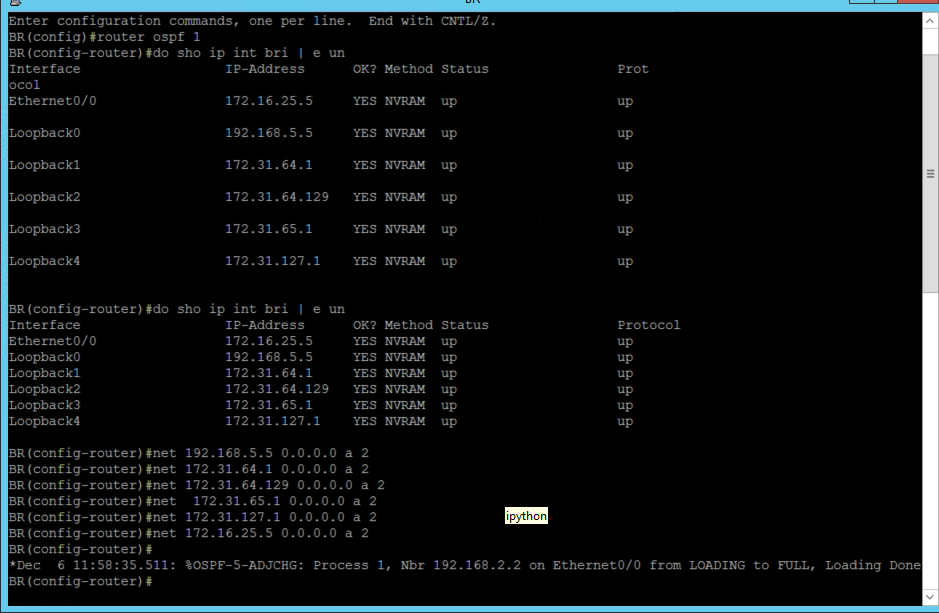 BR
Enter configuration commands, one per line.  End with CNTL/Z.
BR(config)#router ospf 1
BR(config-router)#do sho ip int bri | e un
Interface                  IP-Address      OK? Method Status                Prot
ocol
Ethernet0/0                172.16.25.5     YES NVRAM  up                    up
Loopback0                  192.168.5.5     YES NVRAM  up                    up
Loopback1                  172.31.64.1     YES NVRAM  up                    up
Loopback2                  172.31.64.129   YES NVRAM  up                    up
Loopback3                  172.31.65.1     YES NVRAM  up                    up
Loopback4                  172.31.127.1    YES NVRAM  up                    up
BR(config-router)#do sho ip int bri | e un
Interface                  IP-Address      OK? Method Status                Protocol
Ethernet0/0                172.16.25.5     YES NVRAM  up                    up
Loopback0                  192.168.5.5     YES NVRAM  up                    up
Loopback1                  172.31.64.1     YES NVRAM  up                    up
Loopback2                  172.31.64.129   YES NVRAM  up                    up
Loopback3                  172.31.65.1     YES NVRAM  up                    up
Loopback4                  172.31.127.1    YES NVRAM  up                    up
BR(config-router)#net 192.168.5.5 0.0.0.0 a 2
BR(config-router)#net 172.31.64.1 0.0.0.0 a 2
BR(config-router)#net 172.31.64.129 0.0.0.0 a 2
BR(config-router)#net  172.31.65.1 0.0.0.0 a 2
BR(config-router)#net 172.31.127.1 0.0.0.0 a 2
ipython
BR(config-router)#net 172.16.25.5 0.0.0.0 a 2
BR(config-router)#
*Dec  6 11:58:35.511: %OSPF-5-ADJCHG: Process 1, Nbr 192.168.2.2 on Ethernet0/0 from LOADING to FULL, Loading Done
BR(config-router)#